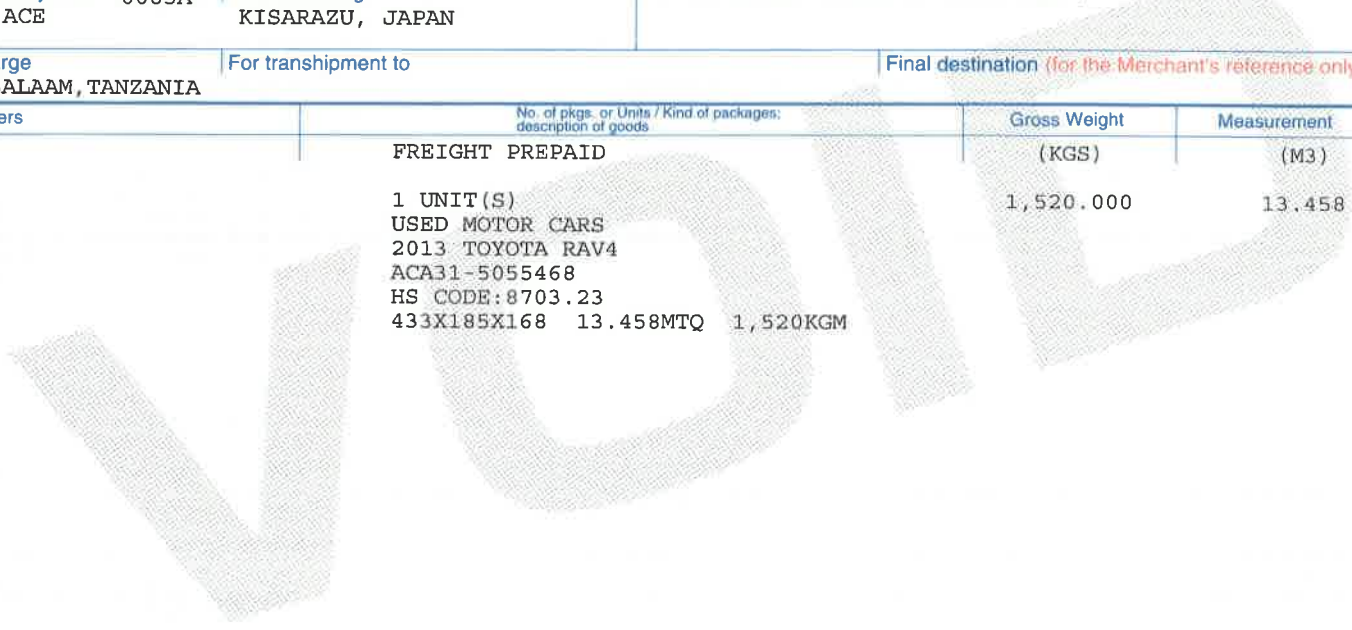 ACE KISARAZU, JAPAN
rge For transhipment to Final destination (for the Merchant's reference only
ALAAM, TANZANIA
ers No. of pkgs. or Units / Kind of packages; description of goods Gross Weight Measurement
FREIGHT PREPAID (KGS) (M3)
1 UNIT(S) 1,520.000 13.458
USED MOTOR CARS
2013 TOYOTA RAV4
ACA31-5055468
HS CODE:8703.23
433X185X168 13.458MTQ 1,520KGM
VOID